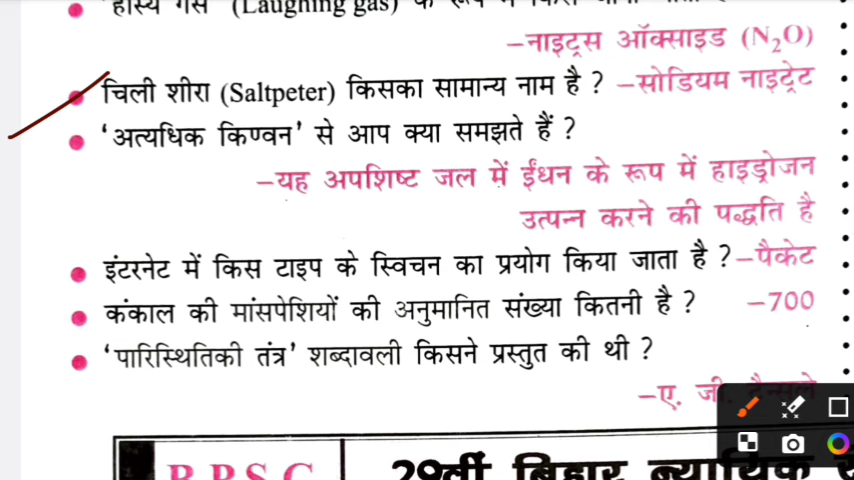 'हास्य गैस' (Laughing gas) के रूप में
–नाइट्रस ऑक्साइड (N₂O)
चिली शीरा (Saltpeter) किसका सामान्य नाम है ? –सोडियम नाइट्रेट
'अत्यधिक किण्वन' से आप क्या समझते हैं ?
–यह अपशिष्ट जल में ईंधन के रूप में हाइड्रोजन
उत्पन्न करने की पद्धति है
इंटरनेट में किस टाइप के स्विचन का प्रयोग किया जाता है ? –पैकेट
कंकाल की मांसपेशियों की अनुमानित संख्या कितनी है ? –700
'पारिस्थितिकी तंत्र' शब्दावली किसने प्रस्तुत की थी ?
–ए. जी.
B.P.S.C. 29वीं बिहार न्यायिक